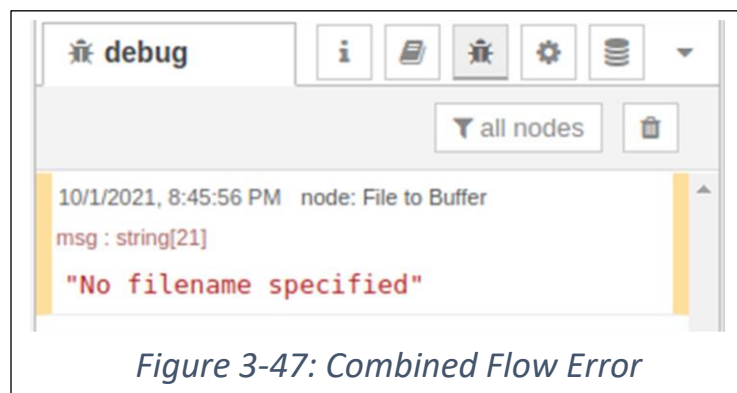 debug
i
all nodes
10/1/2021, 8:45:56 PM node: File to Buffer
msg : string[21]
"No filename specified"
Figure 3-47: Combined Flow Error